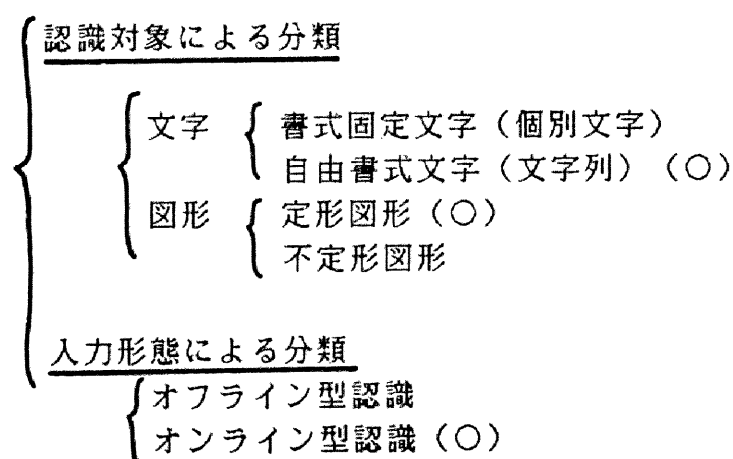 認識対象による分類
文字
書式固定文字（個別文字）
自由書式文字（文字列）（○）
図形
定形図形（○）
不定形図形
入力形態による分類
オフライン型認識
オンライン型認識（○）